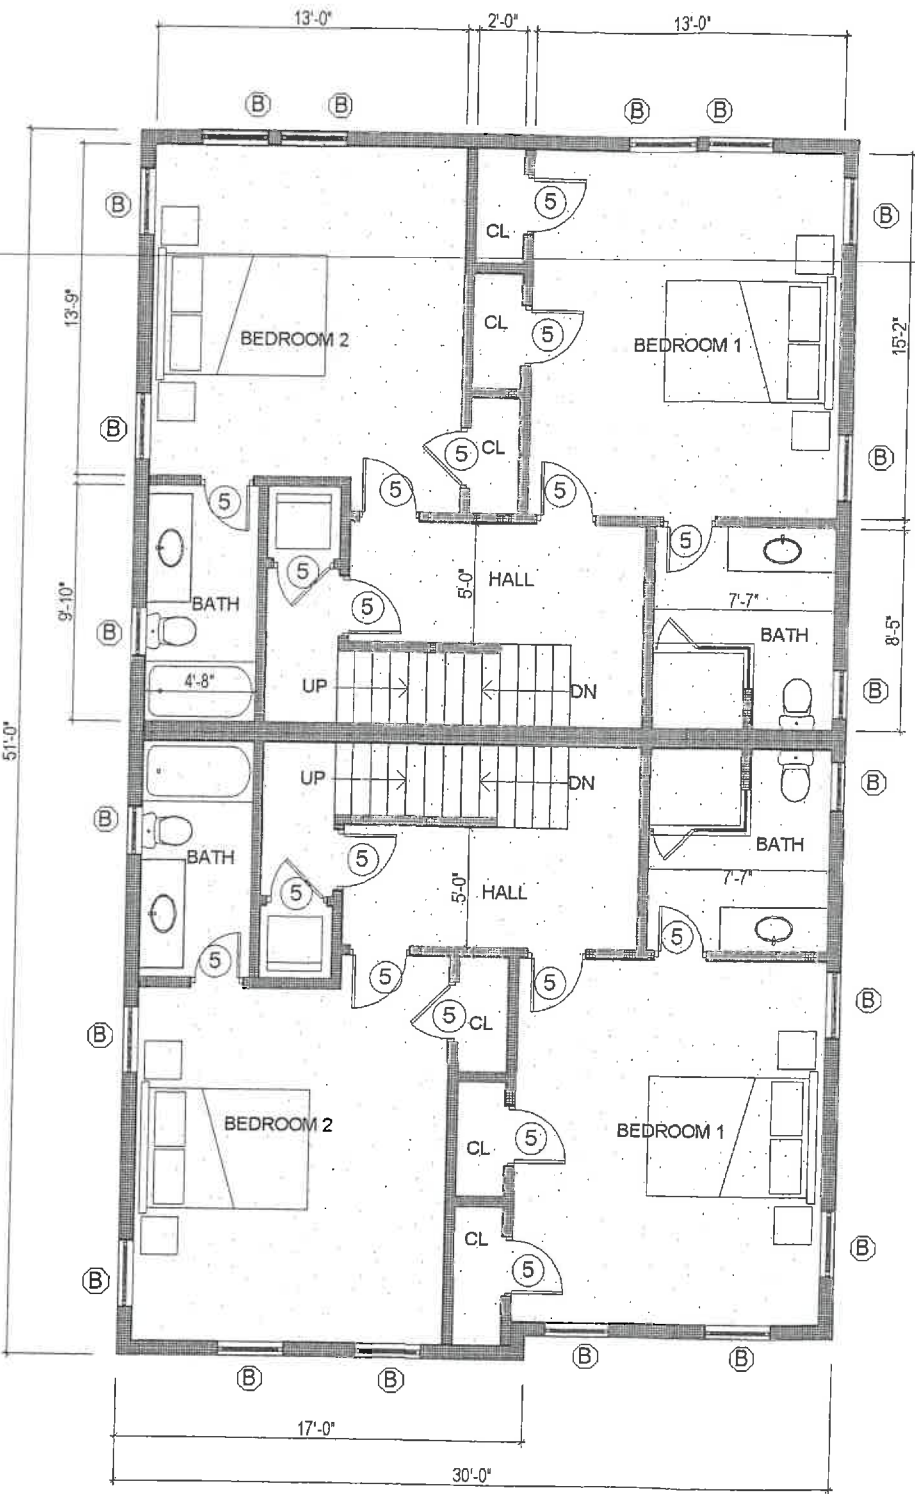 13'-0" 2'-0" 13'-0"
B B B B
B B
5
CL
13'-9"
CL
5
BEDROOM 2
BEDROOM 1
15'-2"
B
CL
5
B
5 5 5
5
5
HALL
5'-0"
BATH
5
7'-7"
9'-10"
B
BATH
8'-5"
4'-8"
UP
DN
B
51'-0"
UP
DN
B
B
BATH
5
BATH
5'-0"
HALL
7'-7"
5
5
5
5
5
B
B
5
CL
BEDROOM 2
BEDROOM 1
5
CL
CL
B
B
5
B B B B
17'-0"
30'-0"